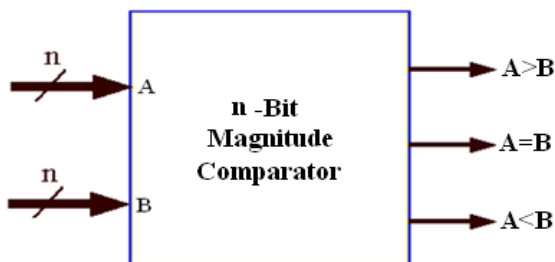 n
A
n
B
n -Bit
Magnitude
Comparator
A>B
A=B
A<B